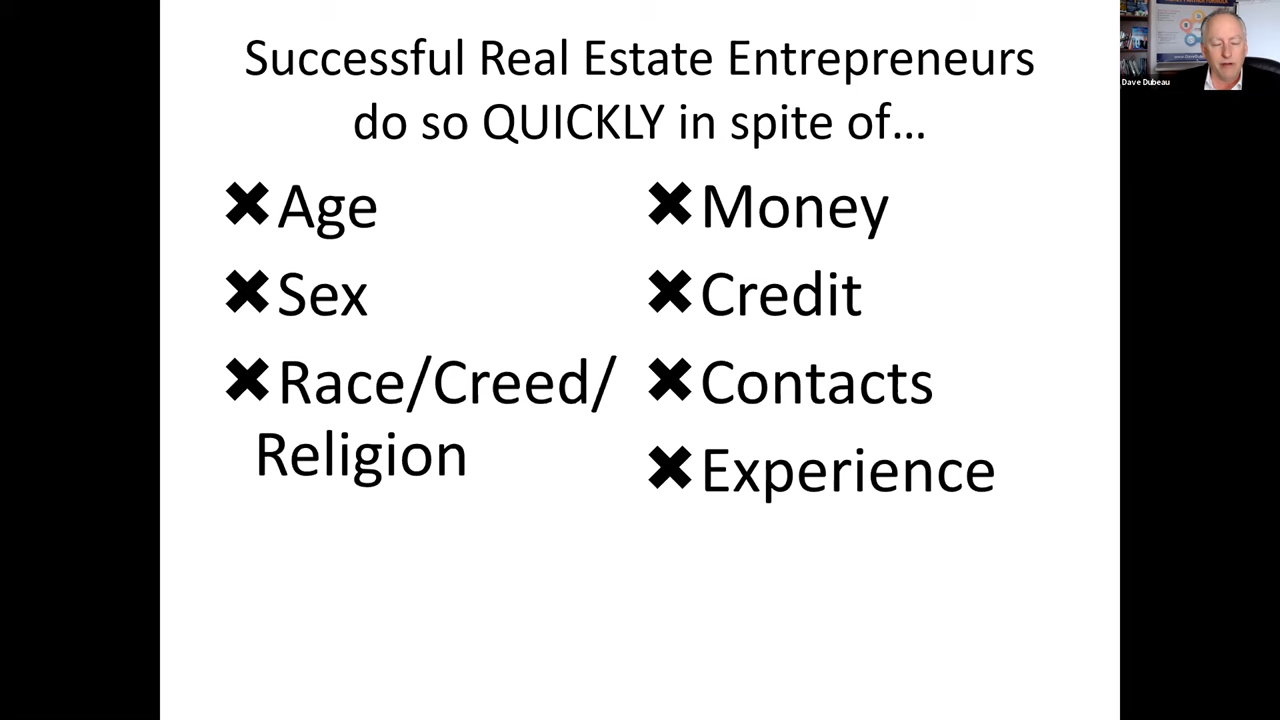 Successful Real Estate Entrepreneurs
do so QUICKLY in spite of...
✖Age
✖Sex
✖Race/Creed/
Religion
✖Money
✖Credit
✖Contacts
✖Experience
Dave Dubeau